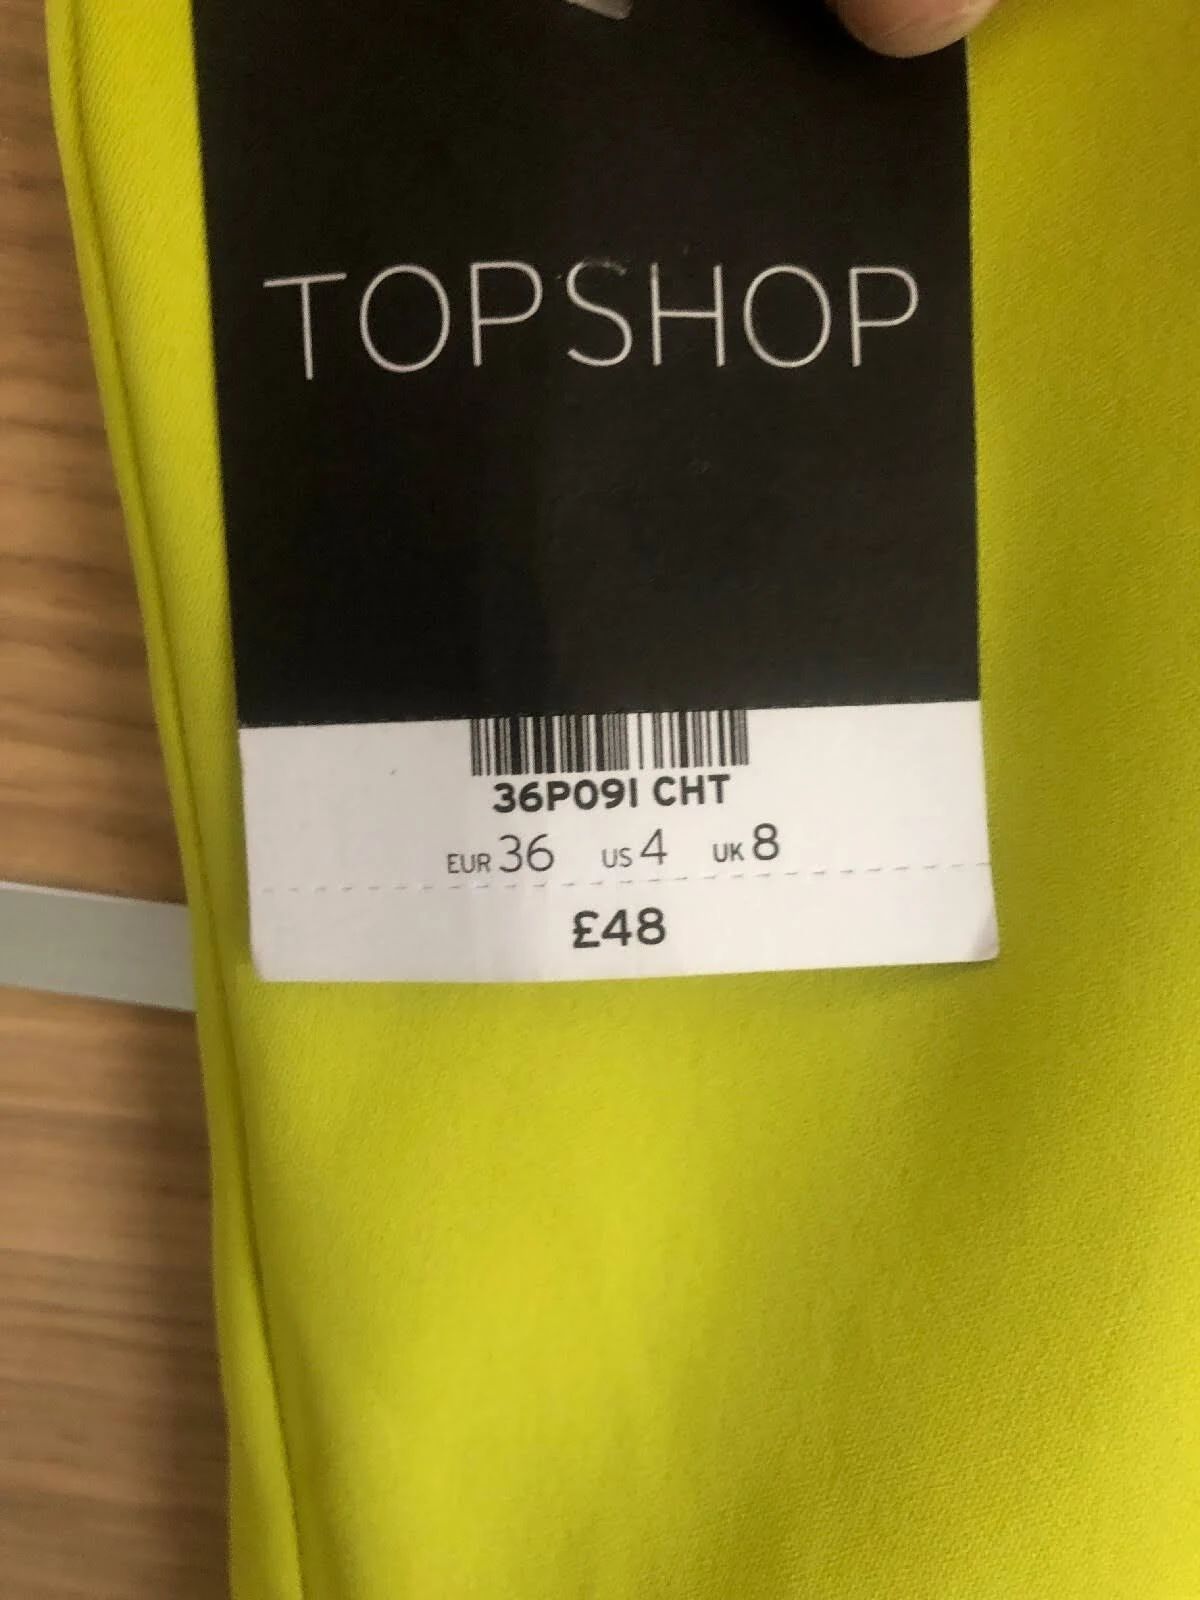 TOPSHOP
36P09I CHT
EUR 36 US 4 UK 8
£48